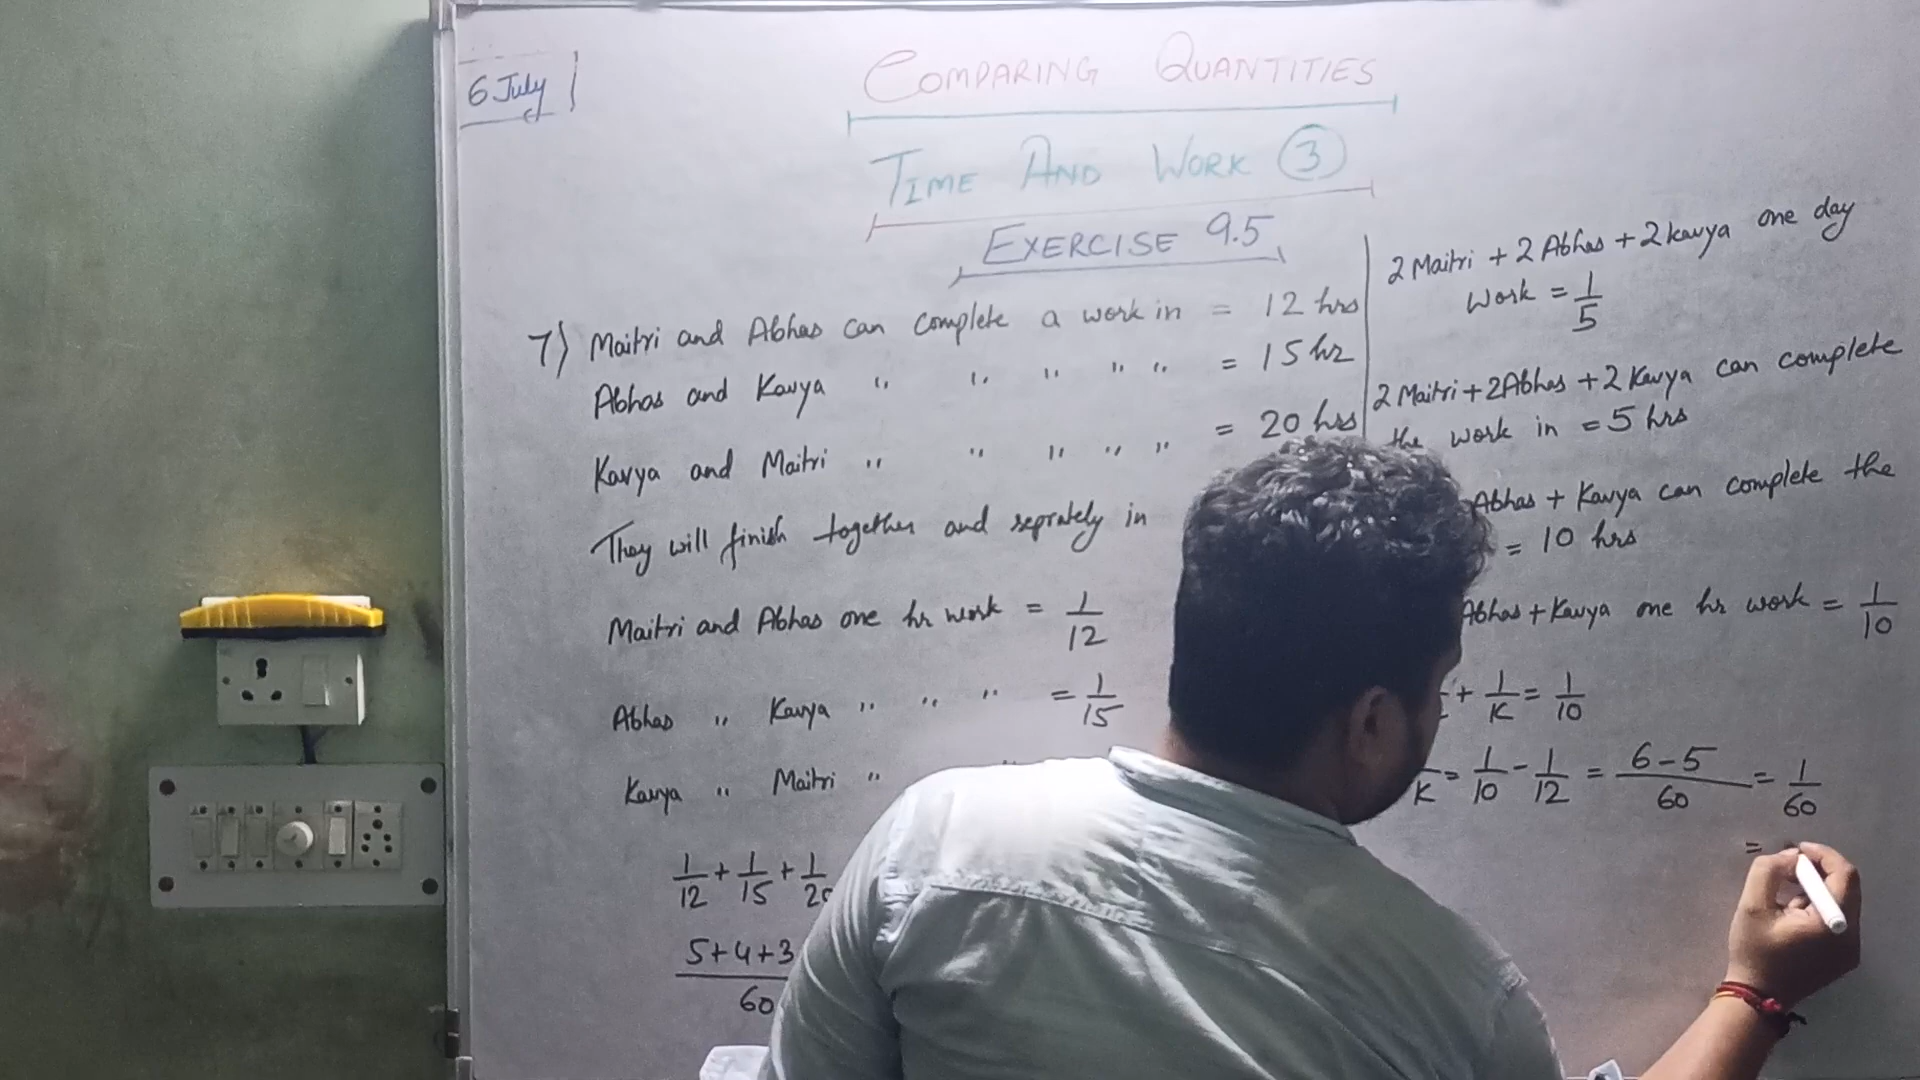 6 July
COMPARING QUANTITIES
TIME AND WORK 3
EXERCISE 9.5
7) Maitri and Abhas can complete a work in = 12 hrs
Abhas and Kavya " " " " " = 15 hr
Kavya and Maitri " " " " " = 20 hrs
They will finish together and seprately in
Maitri and Abhas one hr work = 1/12
Abhas " Kavya " " " = 1/15
Kavya " Maitri "
1/12 + 1/15 + 1/20
5+4+3
60
2 Maitri + 2 Abhas + 2 Kavya one day
work = 1/5
2 Maitri + 2 Abhas + 2 Kavya can complete
the work in = 5 hrs
Abhas + Kavya can complete the
= 10 hrs
Abhas + Kavya one hr work = 1/10
+ 1/K = 1/10
K = 1/10 - 1/12 = 6-5/60 = 1/60
=